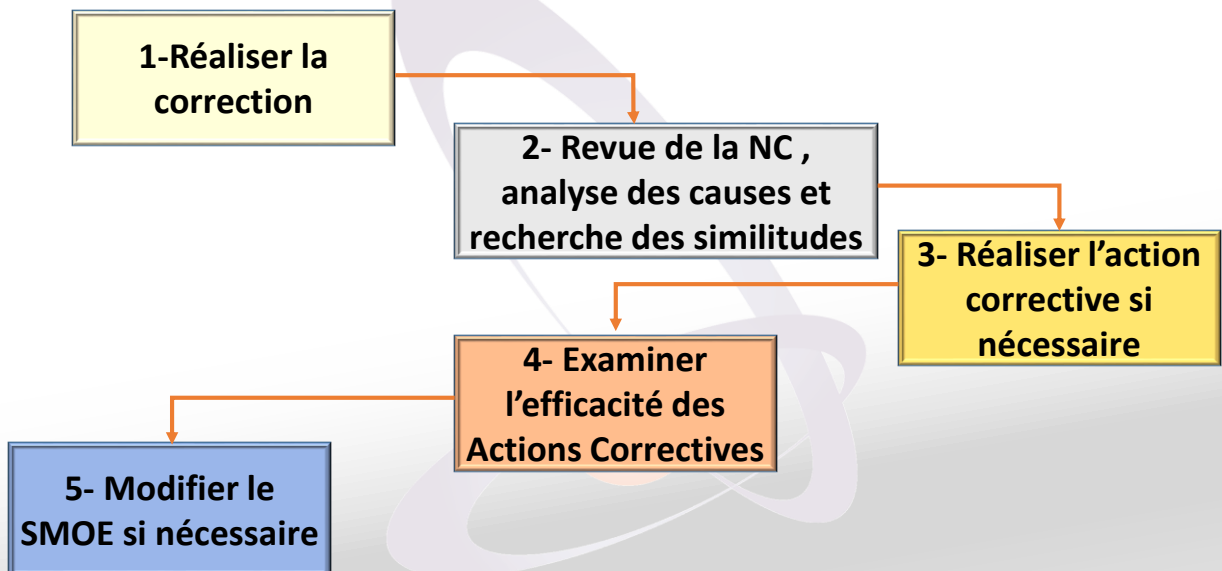 1-Réaliser la
correction
2- Revue de la NC ,
analyse des causes et
recherche des similitudes
3- Réaliser l’action
corrective si
nécessaire
4- Examiner
l’efficacité des
Actions Correctives
5- Modifier le
SMOE si nécessaire